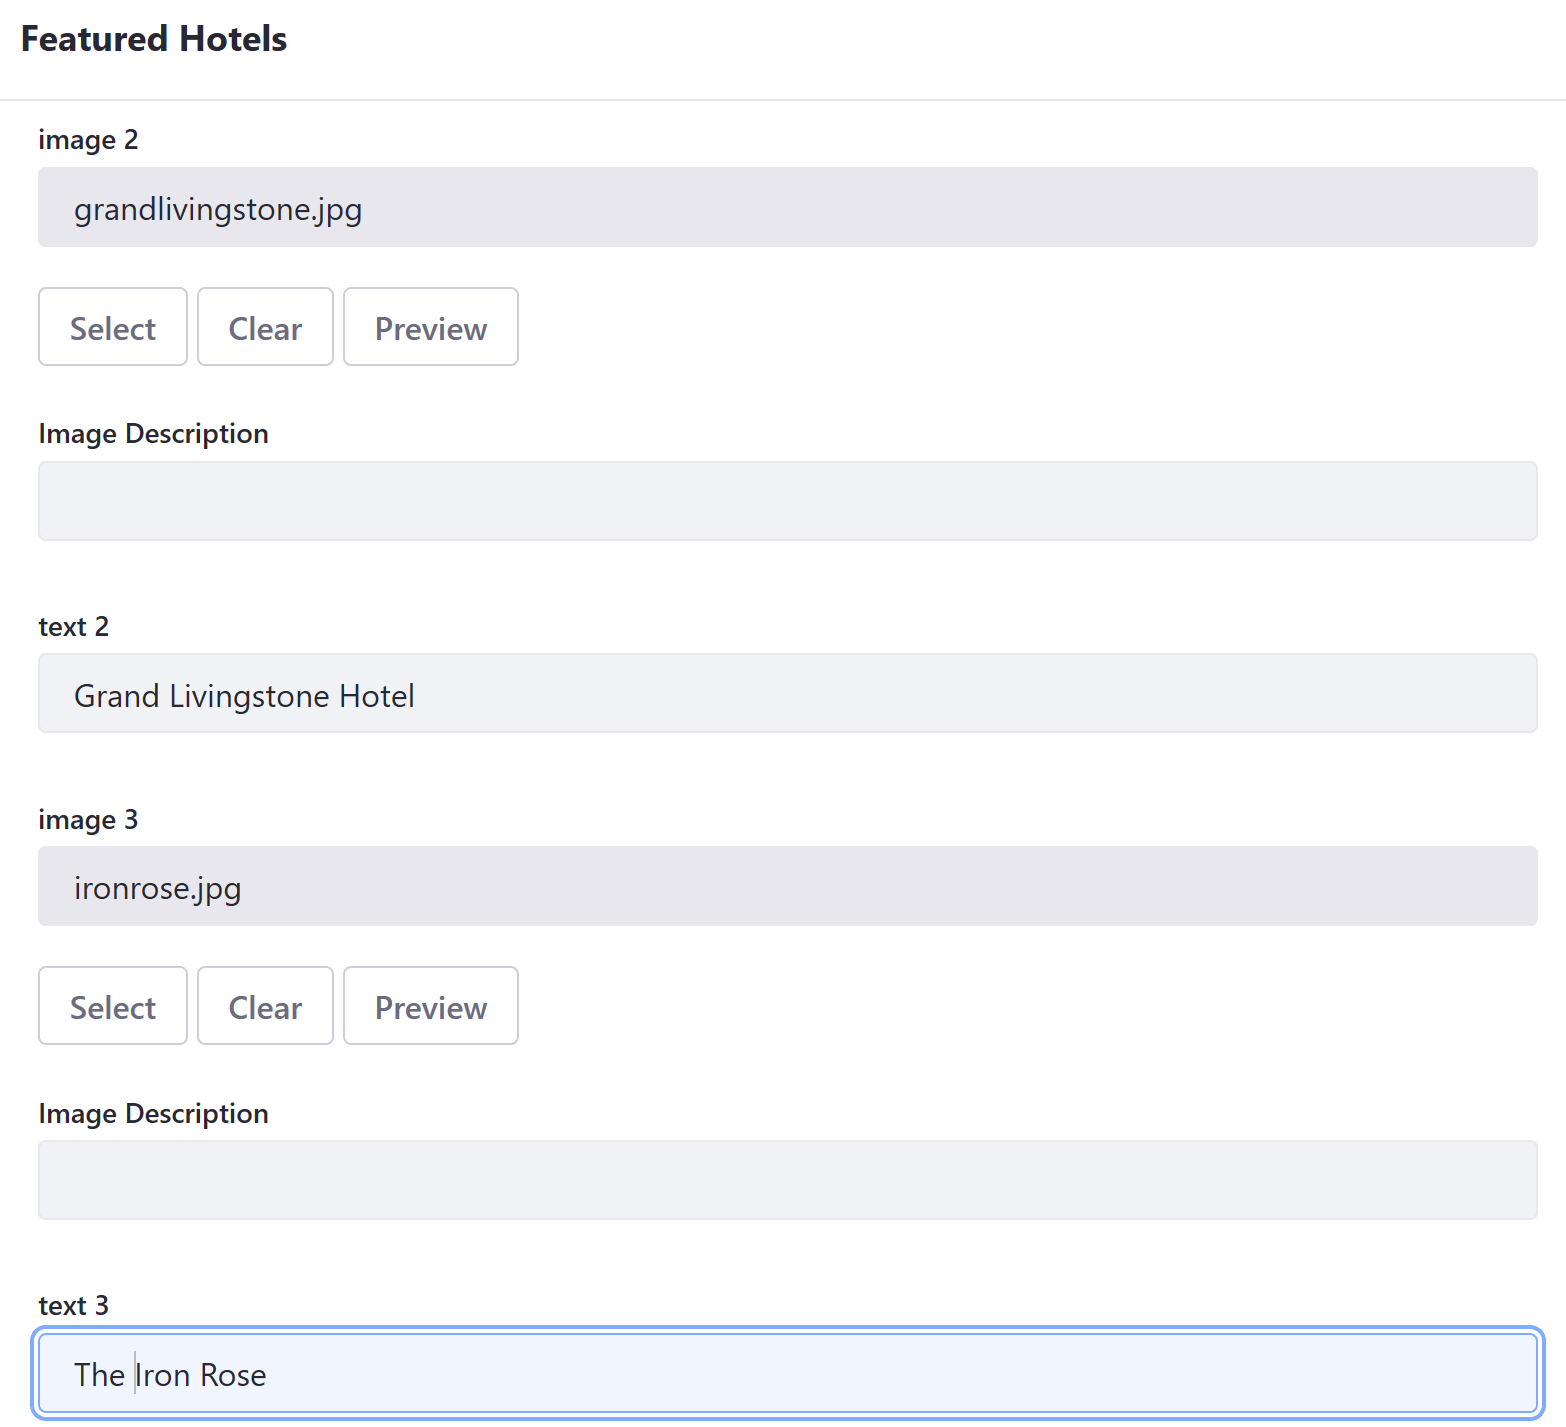 Featured Hotels
image 2
grandlivingstone.jpg
Select Clear Preview
Image Description
text 2
Grand Livingstone Hotel
image 3
ironrose.jpg
Select Clear Preview
Image Description
text 3
The Iron Rose